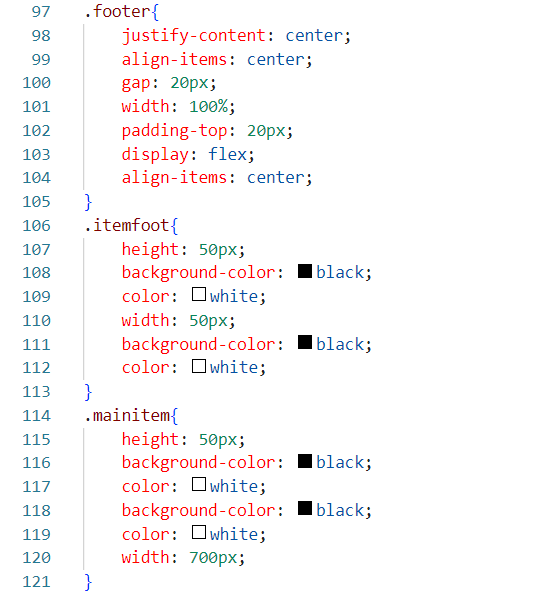 97 .footer{
98 justify-content: center;
99 align-items: center;
100 gap: 20px;
101 width: 100%;
102 padding-top: 20px;
103 display: flex;
104 align-items: center;
105 }
106 .itemfoot{
107 height: 50px;
108 background-color: black;
109 color: white;
110 width: 50px;
111 background-color: black;
112 color: white;
113 }
114 .mainitem{
115 height: 50px;
116 background-color: black;
117 color: white;
118 background-color: black;
119 color: white;
120 width: 700px;
121 }